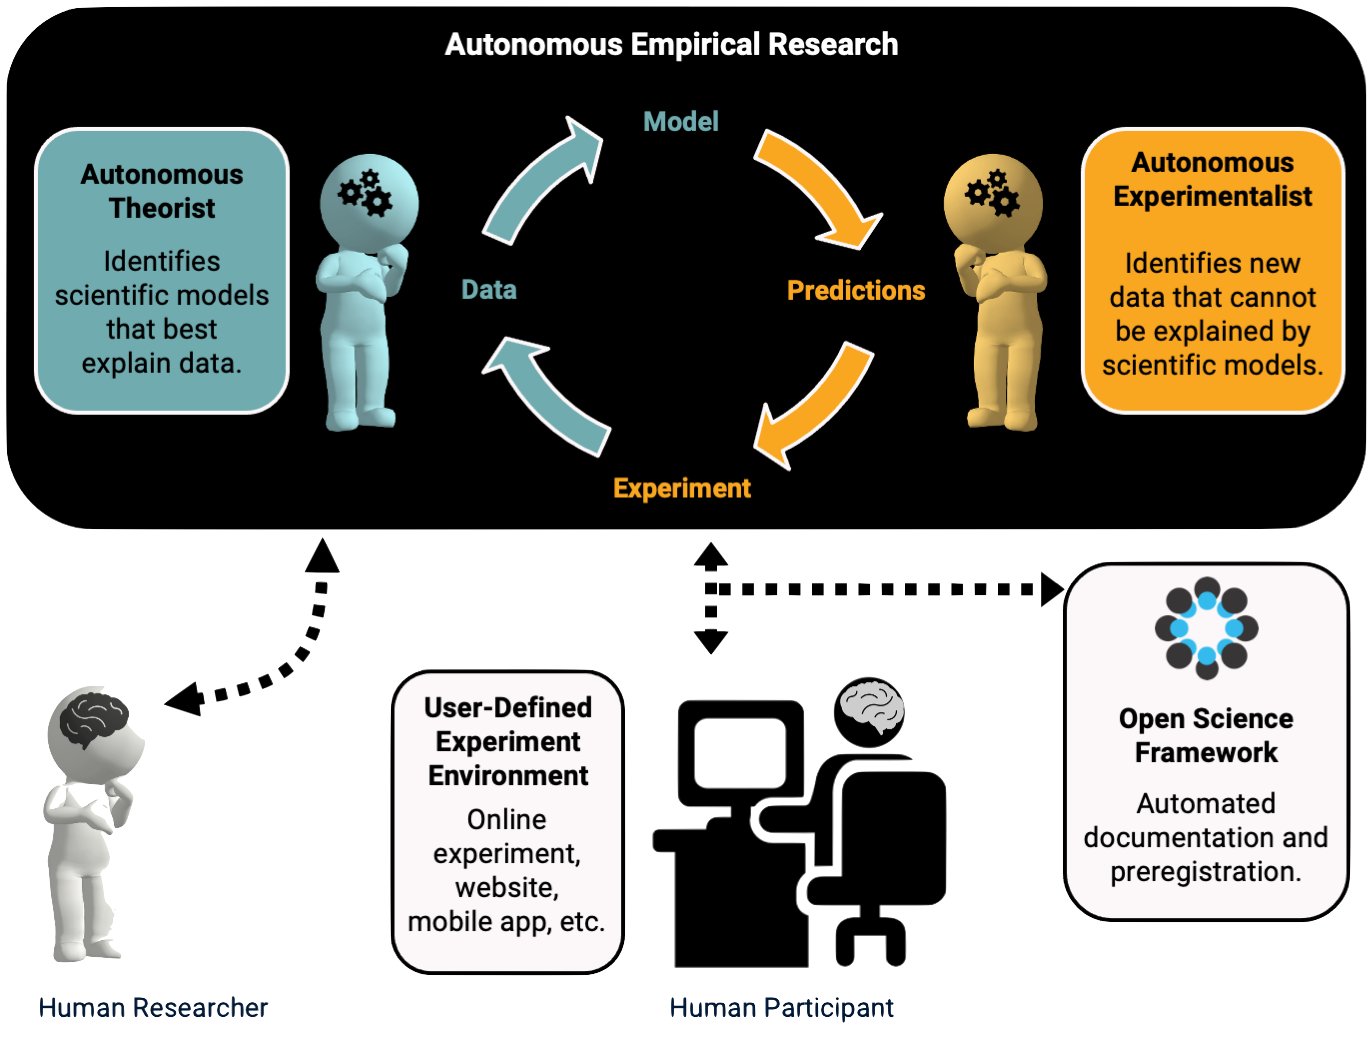 Autonomous Empirical Research
Autonomous
Theorist
Identifies
scientific models
that best
explain data.
Model
Data
Predictions
Experiment
Autonomous
Experimentalist
Identifies new
data that cannot
be explained by
scientific models.
User-Defined
Experiment
Environment
Online
experiment,
website,
mobile app, etc.
Open Science
Framework
Automated
documentation and
preregistration.
Human Researcher
Human Participant